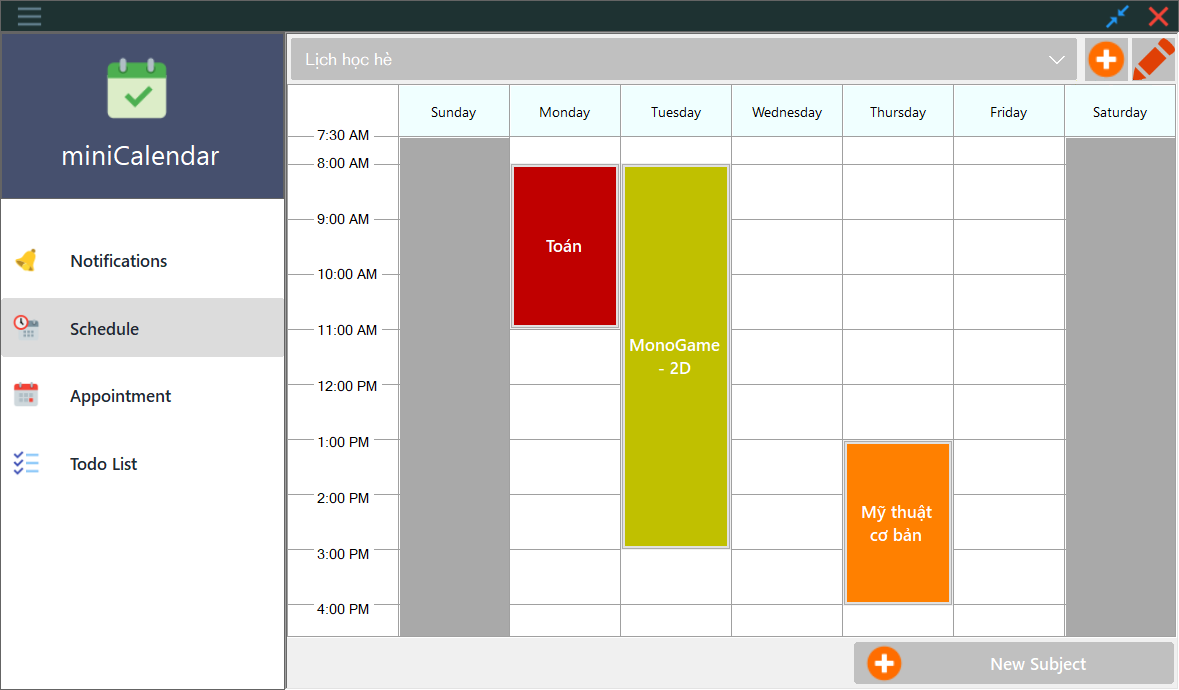 miniCalendar
Notifications
Schedule
Appointment
Todo List
Lịch học hè
Sunday
Monday
Tuesday
Wednesday
Thursday
Friday
Saturday
7:30 AM
8:00 AM
9:00 AM
10:00 AM
11:00 AM
12:00 PM
1:00 PM
2:00 PM
3:00 PM
4:00 PM
Toán
MonoGame
- 2D
Mỹ thuật
cơ bản
New Subject